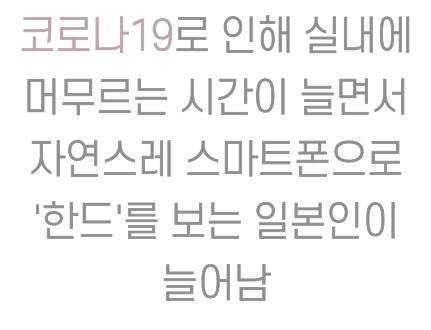 코로나19로 인해 실내에
머무르는 시간이 늘면서
자연스레 스마트폰으로
'한드'를 보는 일본인이
늘어남